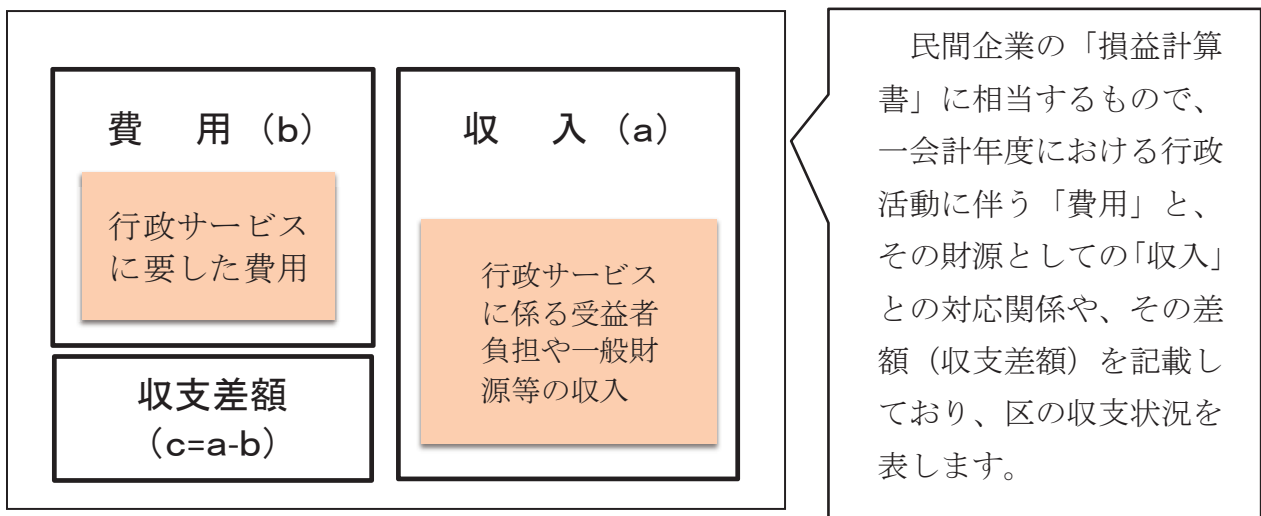 費　用（b）
行政サービス
に要した費用
収支差額
（c=a-b）
収　入（a）
行政サービス
に係る受益者
負担や一般財
源等の収入
民間企業の「損益計算
書」に相当するもので、
一会計年度における行政
活動に伴う「費用」と、
その財源としての「収入」
との対応関係や、その差
額（収支差額）を記載し
ており、区の収支状況を
表します。